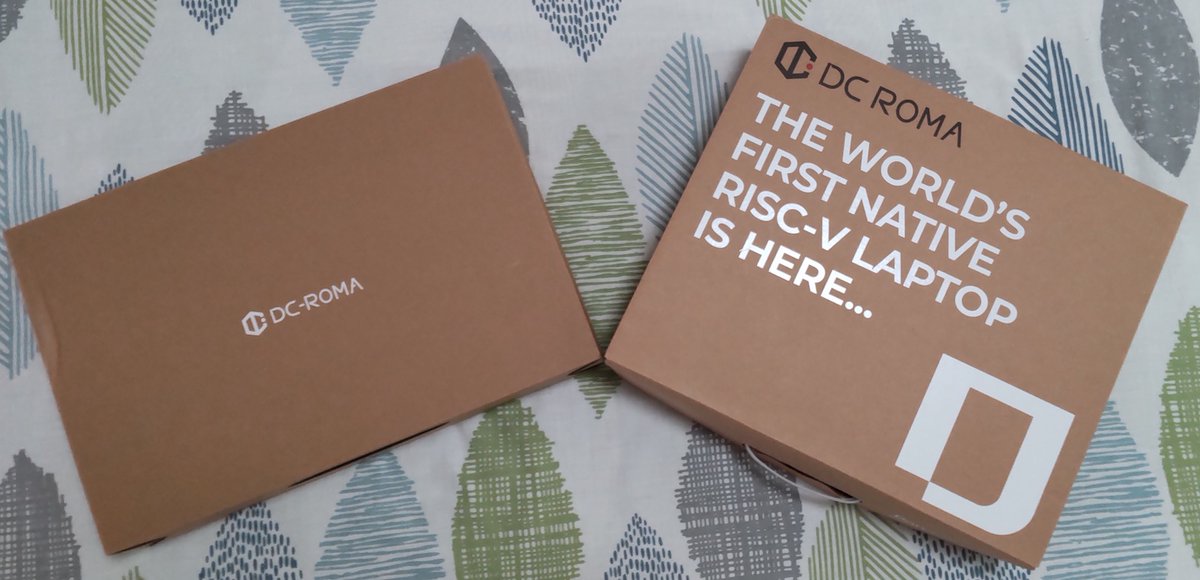 DC-ROMA
DC ROMA
THE WORLD'S
FIRST NATIVE
RISC-V LAPTOP
IS HERE...